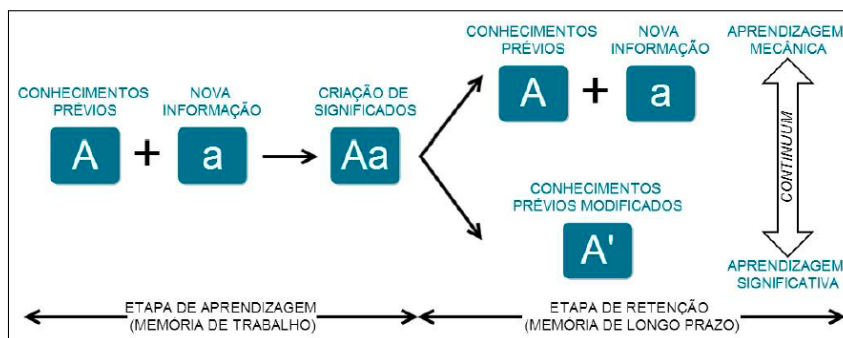 CONHECIMENTOS
PRÉVIOS
NOVA
INFORMAÇÃO
CRIAÇÃO DE
SIGNIFICADOS
A
+
a
Aa
CONHECIMENTOS
PRÉVIOS
NOVA
INFORMAÇÃO
A
+
a
CONHECIMENTOS
PRÉVIOS MODIFICADOS
A'
APRENDIZAGEM
MECÂNICA
CONTINUUM
APRENDIZAGEM
SIGNIFICATIVA
ETAPA DE APRENDIZAGEM
(MEMÓRIA DE TRABALHO)
ETAPA DE RETENÇÃO
(MEMÓRIA DE LONGO PRAZO)